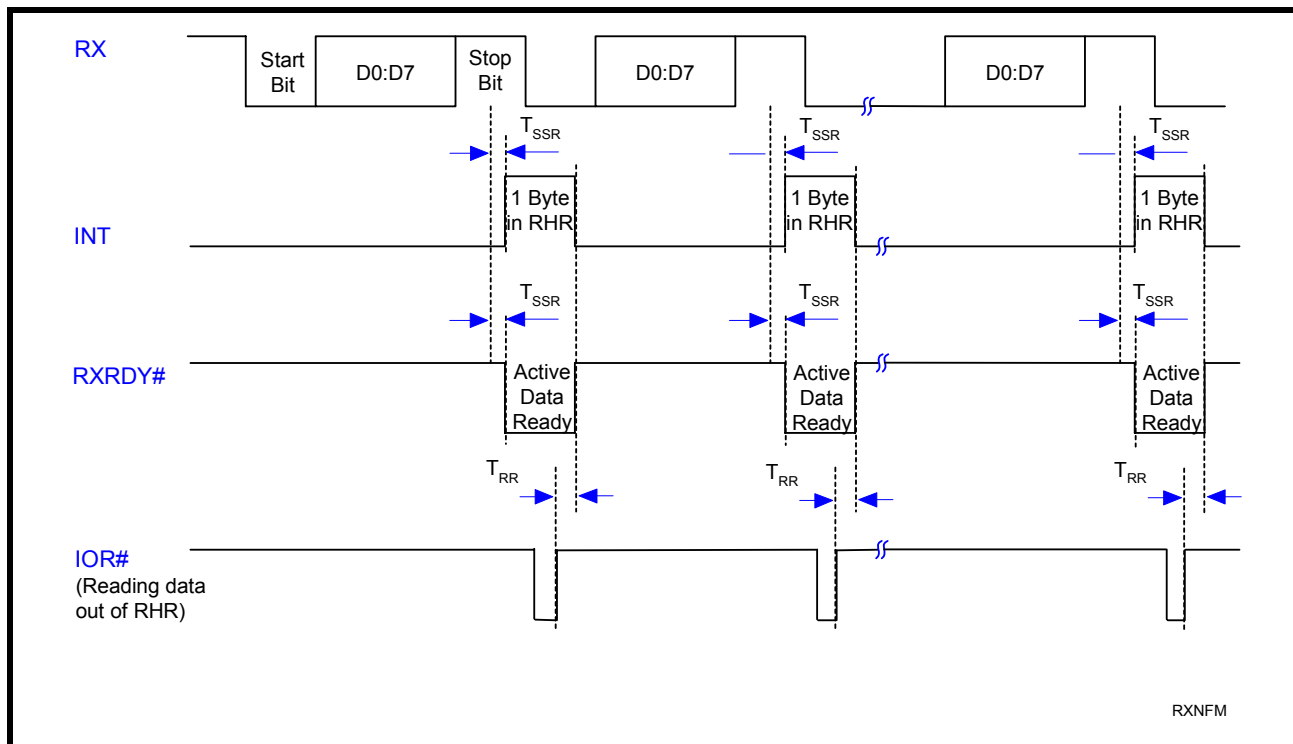 RX
Start
Bit
D0:D7
Stop
Bit
D0:D7
D0:D7
TSSR
TSSR
TSSR
INT
1 Byte
in RHR
1 Byte
in RHR
1 Byte
in RHR
TSSR
TSSR
TSSR
RXRDY#
Active
Data
Ready
Active
Data
Ready
Active
Data
Ready
TRR
TRR
TRR
IOR#
(Reading data
out of RHR)
RXNFM